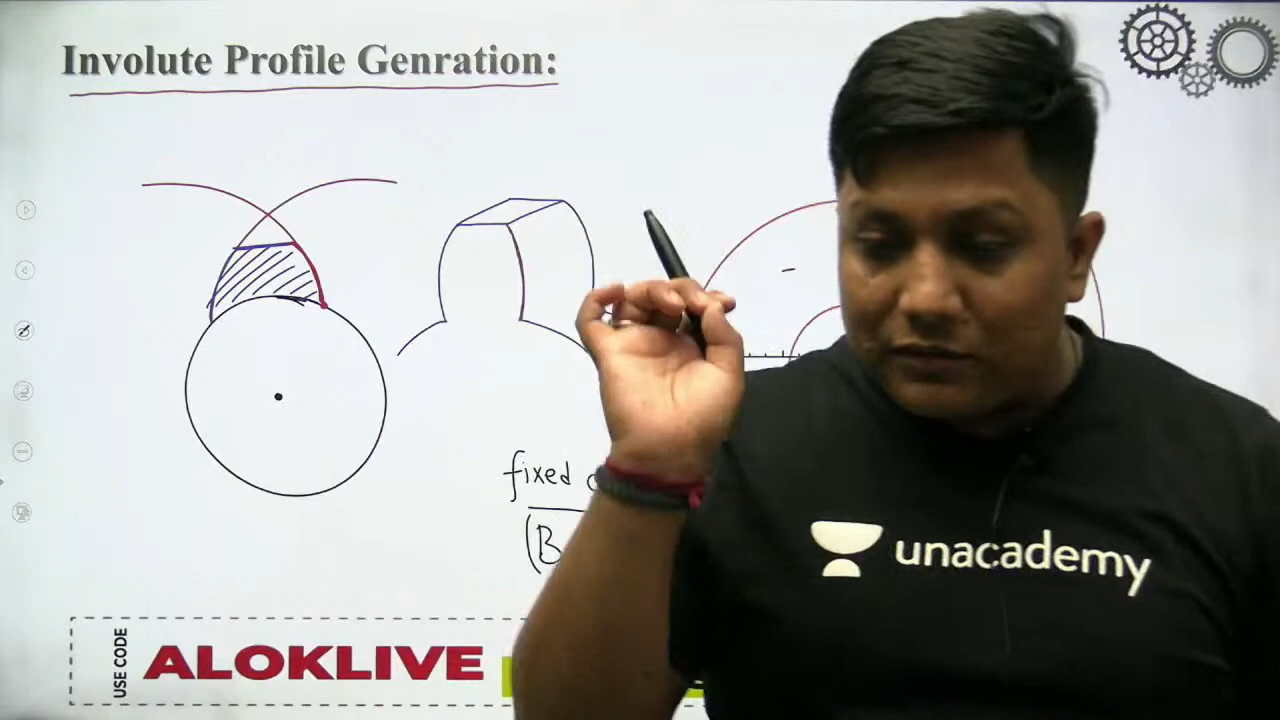 Involute Profile Genration:
fixed
(B
unacademy
USE CODE
ALOKLIVE